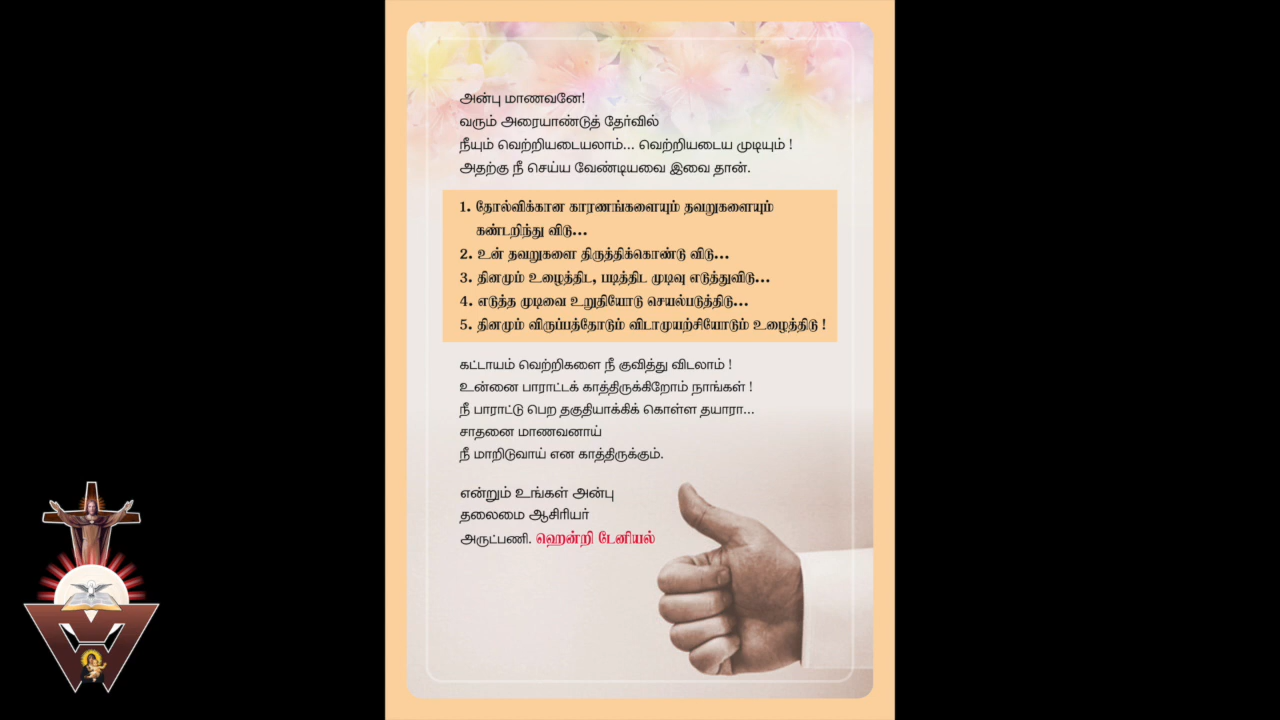 அன்பு மாணவனே!
வரும் அரையாண்டுத் தேர்வில்
நீயும் வெற்றியடையலாம்... வெற்றியடைய முடியும் !
அதற்கு நீ செய்ய வேண்டியவை இவை தான்.
1. தோல்விக்கான காரணங்களையும் தவறுகளையும்
கண்டறிந்து விடு...
2. உன் தவறுகளை திருத்திக்கொண்டு விடு...
3. தினமும் உழைத்திட, படித்திட முடிவு எடுத்துவிடு...
4. எடுத்த முடிவை உறுதியோடு செயல்படுத்திடு...
5. தினமும் விருப்பத்தோடும் விடாமுயற்சியோடும் உழைத்திடு !
கட்டாயம் வெற்றிகளை நீ குவித்து விடலாம் !
உன்னை பாராட்டக் காத்திருக்கிறோம் நாங்கள் !
நீ பாராட்டு பெற தகுதியாக்கிக் கொள்ள தயாரா...
சாதனை மாணவனாய்
நீ மாறிடுவாய் என காத்திருக்கும்.
என்றும் உங்கள் அன்பு
தலைமை ஆசிரியர்
அருட்பணி. ஹென்றி டேனியல்